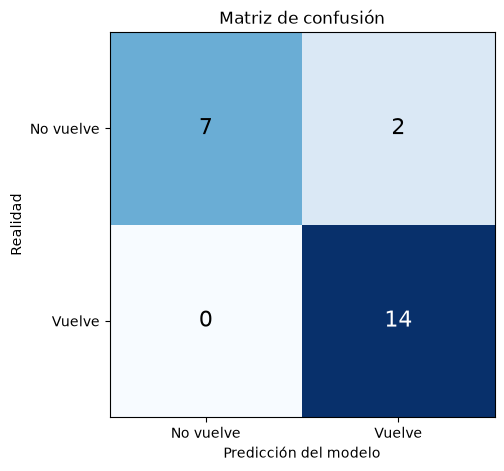 Matriz de confusión
Realidad
No vuelve
7
2
Vuelve
0
14
No vuelve
Vuelve
Predicción del modelo